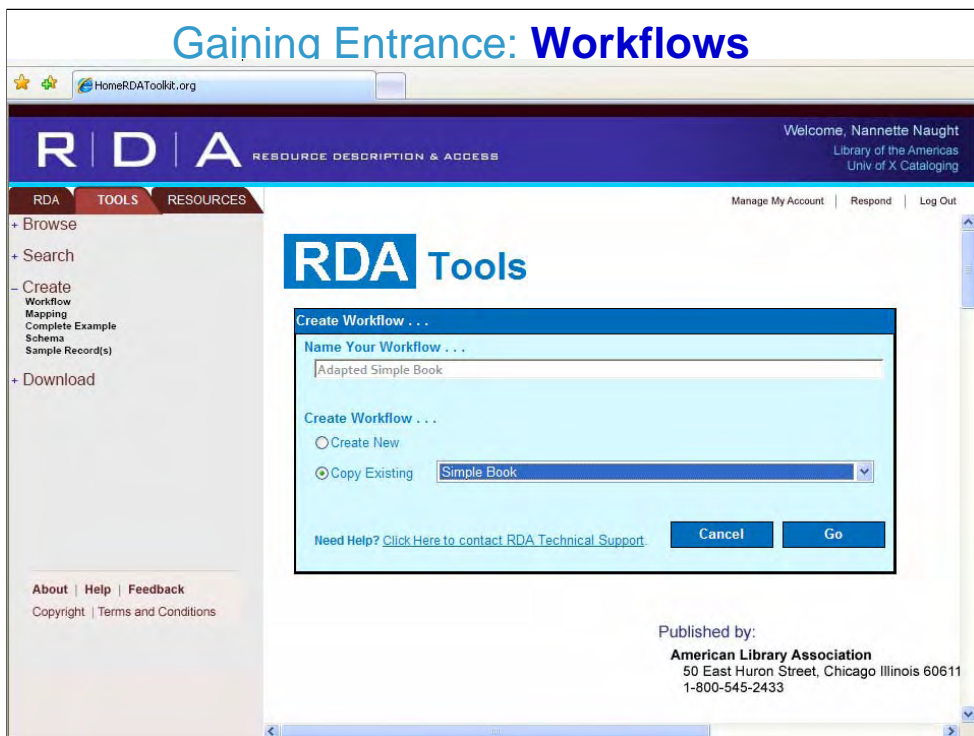 Gaining Entrance: Workflows
HomeRDAToolkit.org
R | D | A RESOURCE DESCRIPTION & ACCESS
Welcome, Nannette Naught
Library of the Americas
Univ of X Cataloging
RDA TOOLS RESOURCES
Manage My Account | Respond | Log Out
+ Browse
+ Search
- Create
Workflow
Mapping
Complete Example
Schema
Sample Record(s)
+ Download
RDA Tools
Create Workflow . . .
Name Your Workflow . . .
Adapted Simple Book
Create Workflow . . .
Create New
Copy Existing Simple Book
Need Help? Click Here to contact RDA Technical Support.
Cancel Go
About | Help | Feedback
Copyright | Terms and Conditions
Published by:
American Library Association
50 East Huron Street, Chicago Illinois 60611
1-800-545-2433